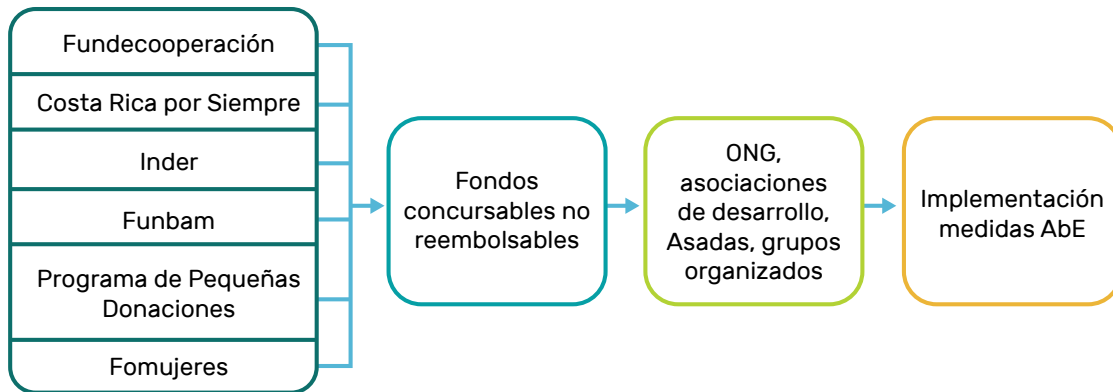 Fundecooperación
Costa Rica por Siempre
Inder
Funbam
Programa de Pequeñas
Donaciones
Fomujeres
Fondos
concursables no
reembolsables
ONG,
asociaciones
de desarrollo,
Asadas, grupos
organizados
Implementación
medidas AbE